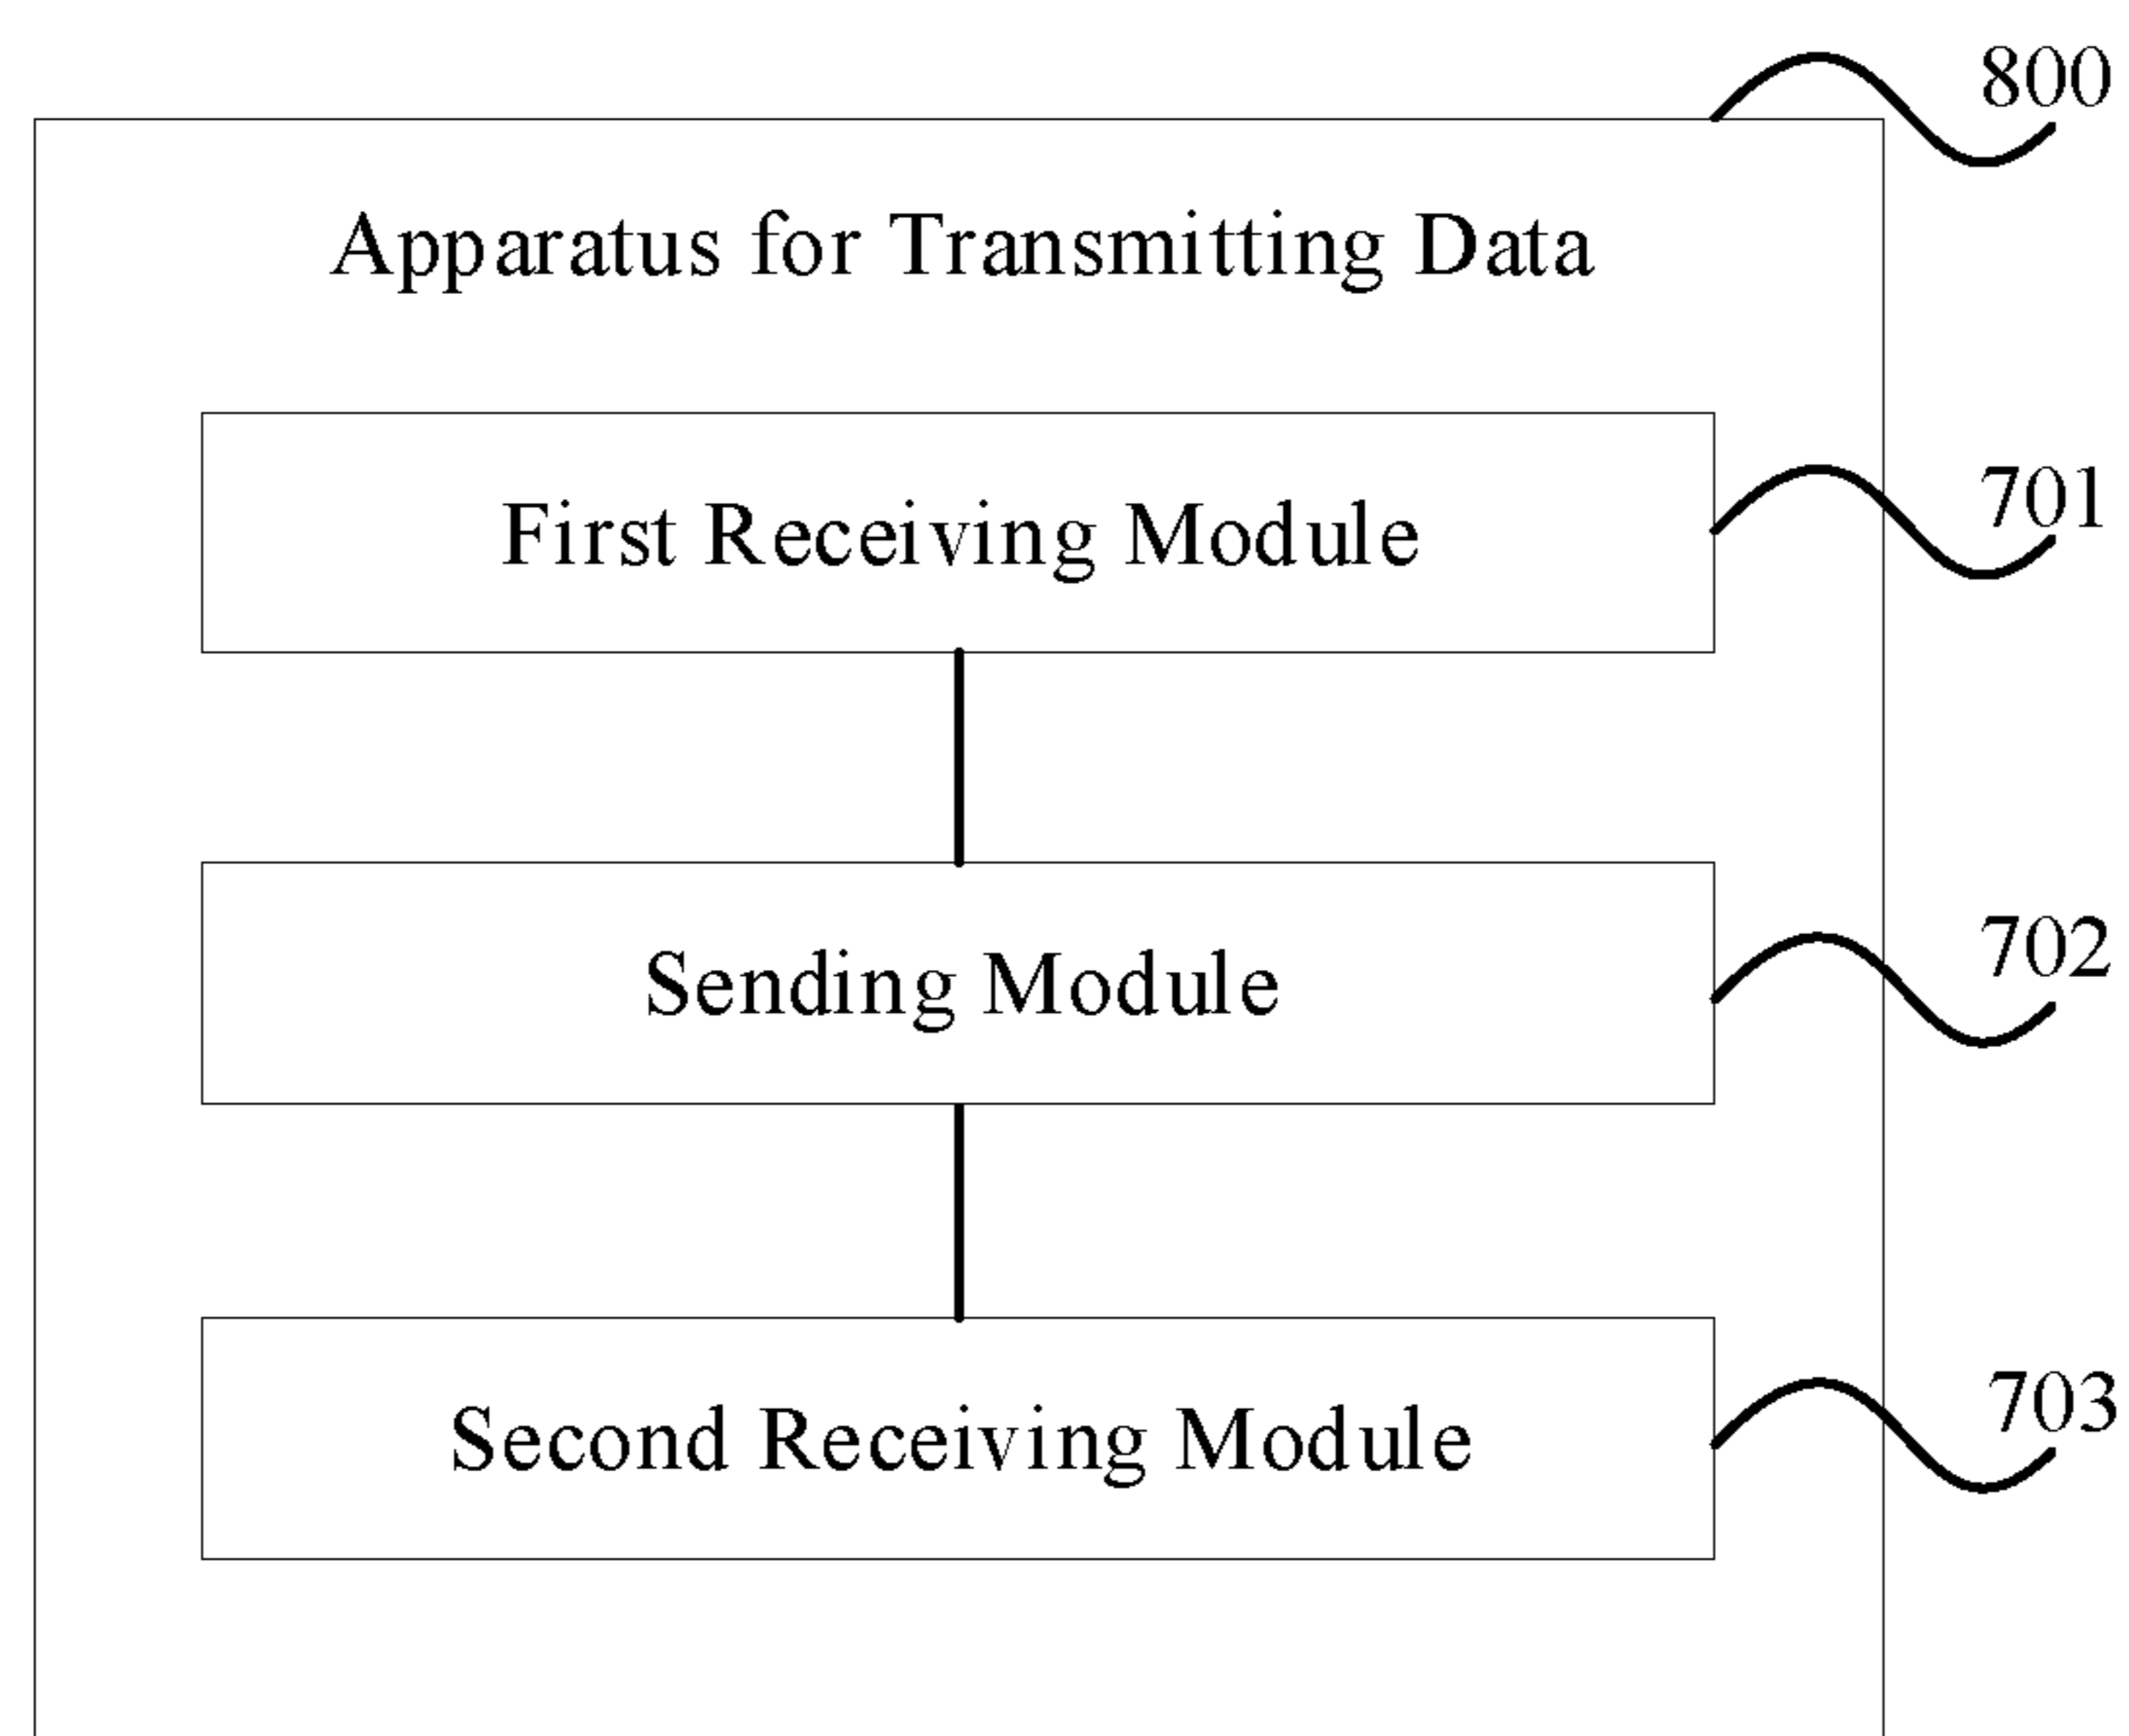 800
Apparatus for Transmitting Data
First Receiving Module
701
Sending Module
702
Second Receiving Module
703